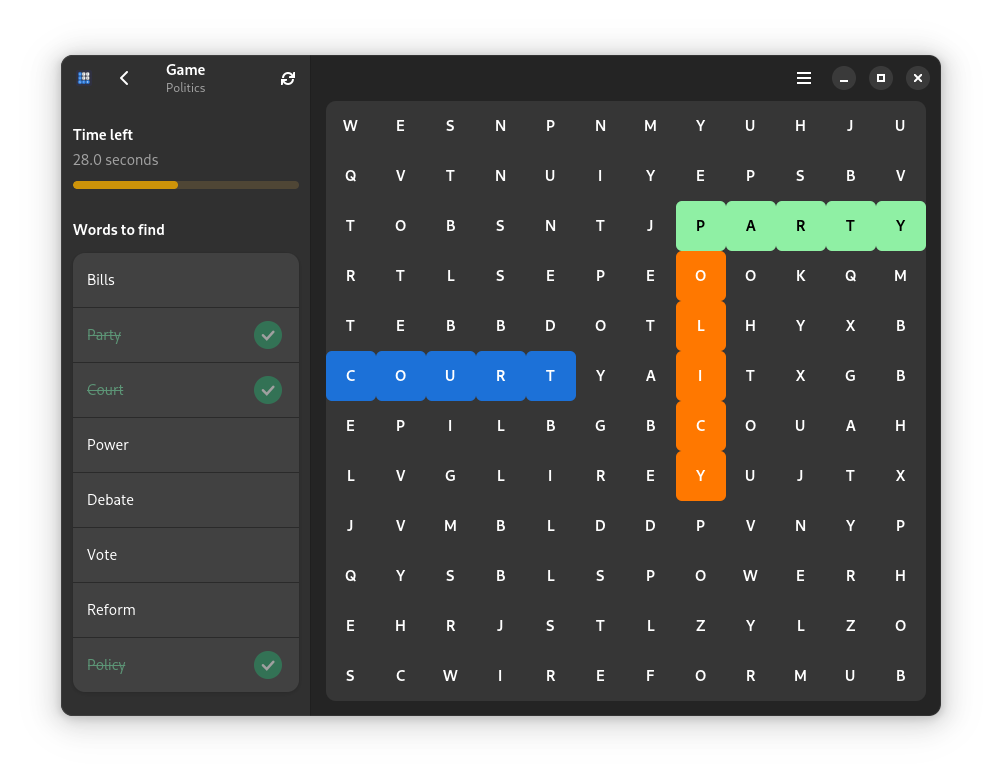 Game
Politics
Time left
28.0 seconds
Words to find
Bills
Party
Court
Power
Debate
Vote
Reform
Policy
W E S N P N M Y U H J U
Q V T N U I Y E P S B V
T O B S N T J P A R T Y
R T L S E P E O O K Q M
T E B B D O T L H Y X B
C O U R T Y A I T X G B
E P I L B G B C O U A H
L V G L I R E Y U J T X
J V M B L D D P V N Y P
Q Y S B L S P O W E R H
E H R J S T L Z Y L Z O
S C W I R E F O R M U B